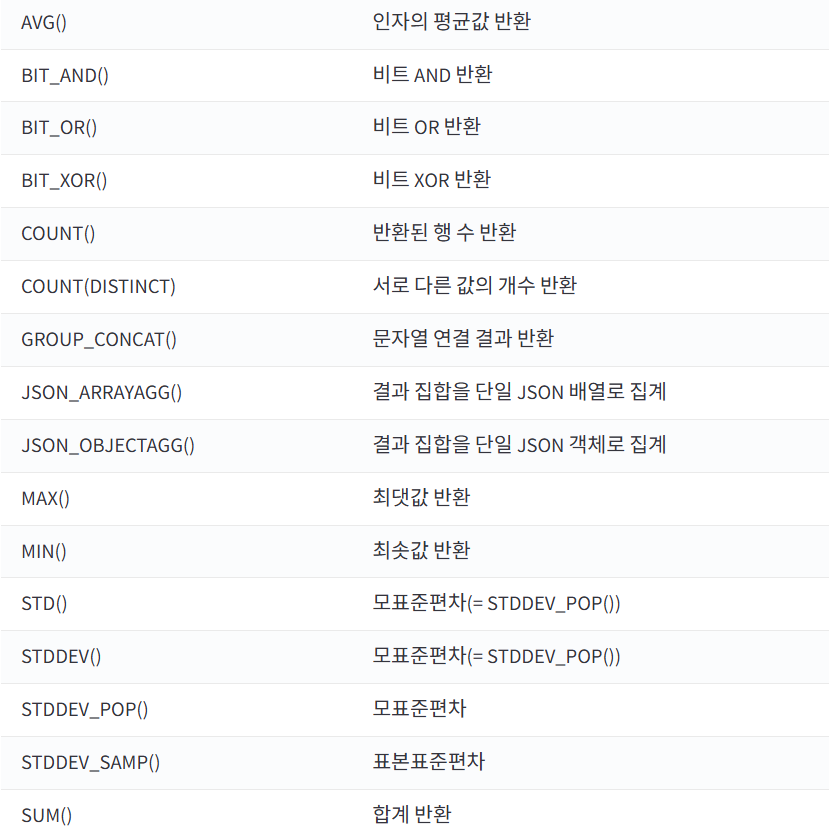 AVG() 인자의 평균값 반환
BIT_AND() 비트 AND 반환
BIT_OR() 비트 OR 반환
BIT_XOR() 비트 XOR 반환
COUNT() 반환된 행 수 반환
COUNT(DISTINCT) 서로 다른 값의 개수 반환
GROUP_CONCAT() 문자열 연결 결과 반환
JSON_ARRAYAGG() 결과 집합을 단일 JSON 배열로 집계
JSON_OBJECTAGG() 결과 집합을 단일 JSON 객체로 집계
MAX() 최댓값 반환
MIN() 최솟값 반환
STD() 모표준편차(= STDDEV_POP())
STDDEV() 모표준편차(= STDDEV_POP())
STDDEV_POP() 모표준편차
STDDEV_SAMP() 표본표준편차
SUM() 합계 반환